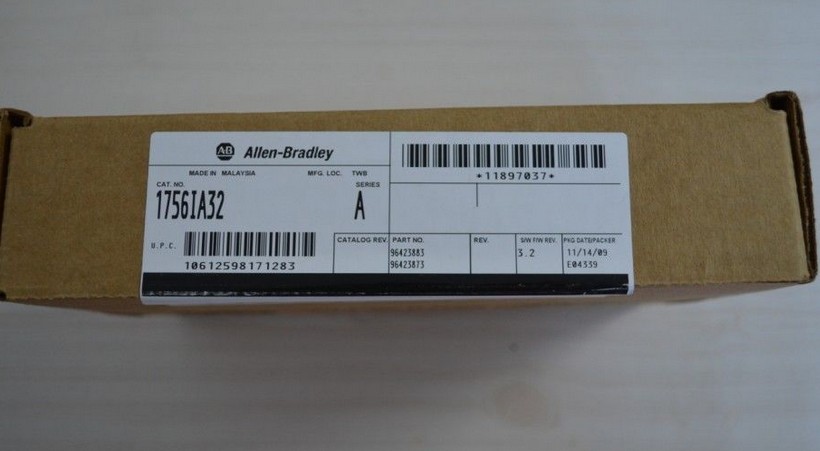 AB Allen-Bradley
MADE IN MALAYSIA MFG. LOC. TWB
CAT. NO. SERIES
1756IA32 A
U.P.C.
10612598171283
*11897037*
CATALOG REV. PART NO. REV. S/W F/W REV. PKG DATE/PACKER
96423883 3.2 11/14/09
96423873 E04339